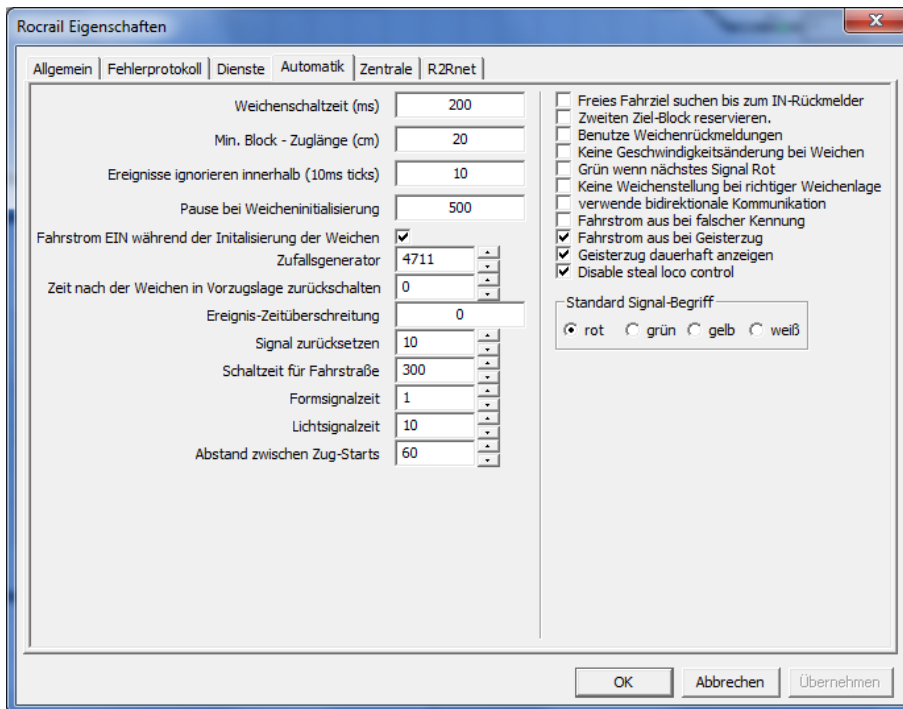 Rocrail Eigenschaften
Allgemein Fehlerprotokoll Dienste Automatik Zentrale R2Rnet
Weichenschaltzeit (ms) 200
Min. Block - Zuglänge (cm) 20
Ereignisse ignorieren innerhalb (10ms ticks) 10
Pause bei Weicheninitialisierung 500
Fahrstrom EIN während der Initalisierung der Weichen
Zufallsgenerator 4711
Zeit nach der Weichen in Vorzugslage zurückschalten 0
Ereignis-Zeitüberschreitung 0
Signal zurücksetzen 10
Schaltzeit für Fahrstraße 300
Formsignalzeit 1
Lichtsignalzeit 10
Abstand zwischen Zug-Starts 60
Freies Fahrziel suchen bis zum IN-Rückmelder
Zweiten Ziel-Block reservieren.
Benutze Weichenrückmeldungen
Keine Geschwindigkeitsänderung bei Weichen
Grün wenn nächstes Signal Rot
Keine Weichenstellung bei richtiger Weichenlage
verwende bidirektionale Kommunikation
Fahrstrom aus bei falscher Kennung
Fahrstrom aus bei Geisterzug
Geisterzug dauerhaft anzeigen
Disable steal loco control
Standard Signal-Begriff
rot grün gelb weiß
OK Abbrechen Übernehmen